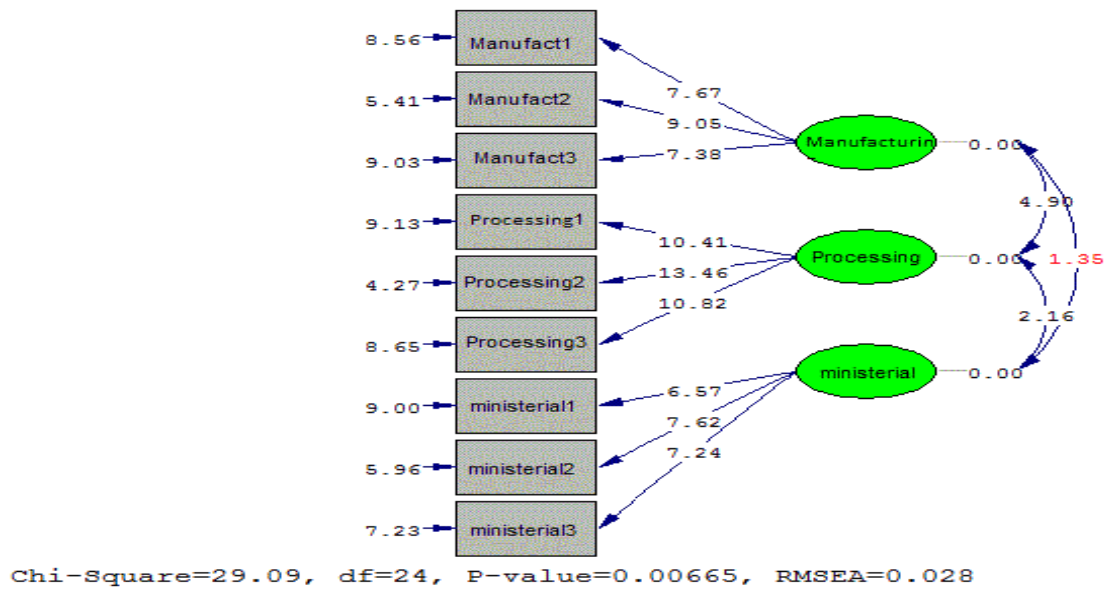 8.56 Manufact1
7.67
5.41 Manufact2
9.05
Manufacturin 0.00
9.03 Manufact3
7.38
4.90
9.13 Processing1
10.41
Processing 0.00 1.35
4.27 Processing2
13.46
10.82
2.16
8.65 Processing3
ministerial 0.00
9.00 ministerial1
6.57
7.62
7.24
5.96 ministerial2
7.23 ministerial3
Chi-Square=29.09, df=24, P-value=0.00665, RMSEA=0.028